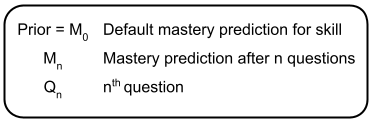 Prior = M₀ Default mastery prediction for skill
Mₙ Mastery prediction after n questions
Qₙ nᵗʰ question